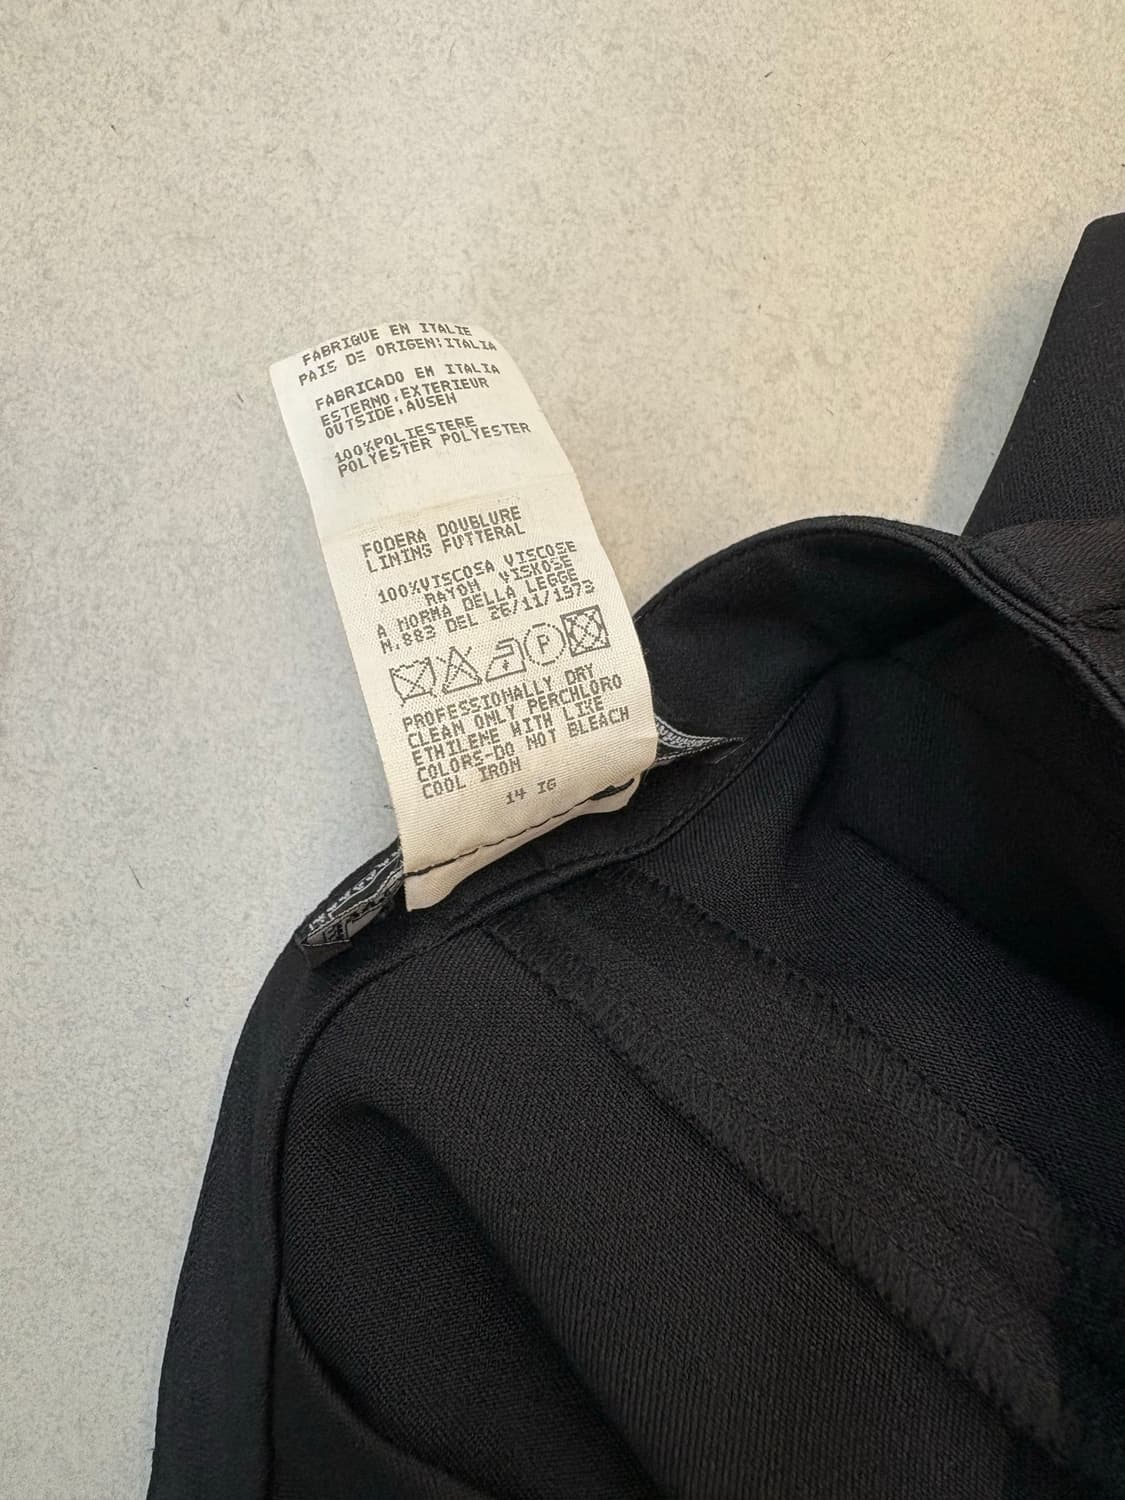 FABRIQUE EN ITALIE
PAIS DE ORIGEN:ITALIA
FABRICADO EN ITALIA
ESTERNO,EXTERIEUR
OUTSIDE,AUSEN
100%POLIESTERE
POLYESTER POLYESTER
FODERA DOUBLURE
LINING FUTTERAL
100%VISCOSA VISCOSE
RAYON VISKOSE
A NORMA DELLA LEGGE
N.883 DEL 26/11/1973
P
PROFESSIONALLY DRY
CLEAN ONLY PERCHLORO
ETHILENE WITH LIKE
COLORS-DO NOT BLEACH
COOL IRON
14 IG